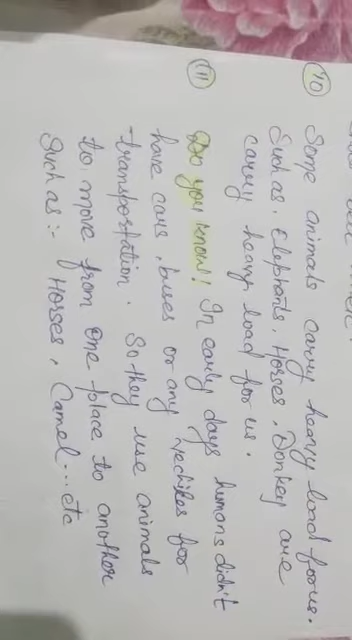 10 Some animals carry heavy load for us.
Such as. Elephants, Horses, Donkey are
carry heavy load for us.
11 Do you know! In early days humans didn't
have cars, buses or any vechiles for
transportation. So they use animals
to move from one place to another
Such as :- Horses, Camel....etc